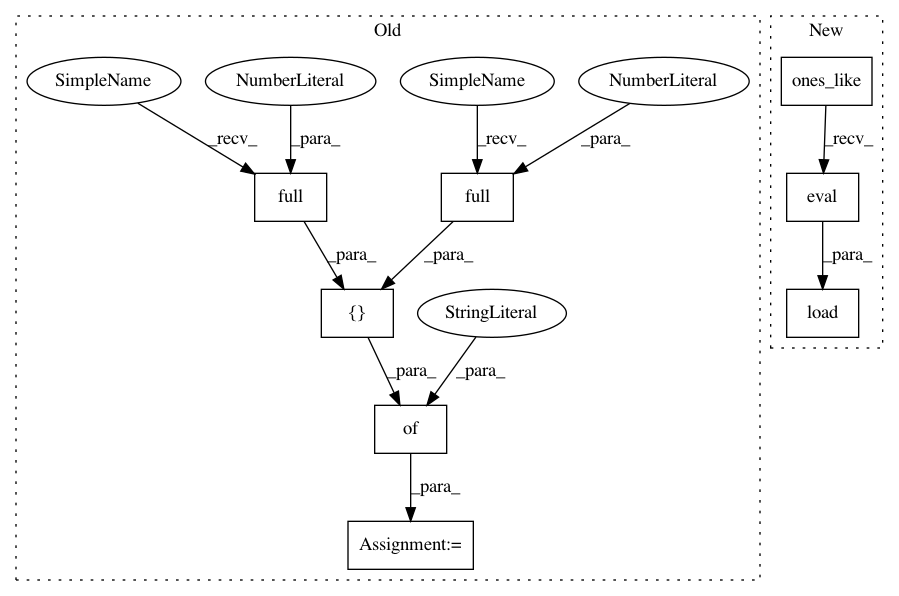 Old
New
SimpleName
NumberLiteral
SimpleName
NumberLiteral
ones_like
_recv_
_para_
_recv_
_para_
_recv_
full
full
eval
_para_
_para_
_para_
{}
StringLiteral
load
_para_
_para_
of
_para_
Assignment:=